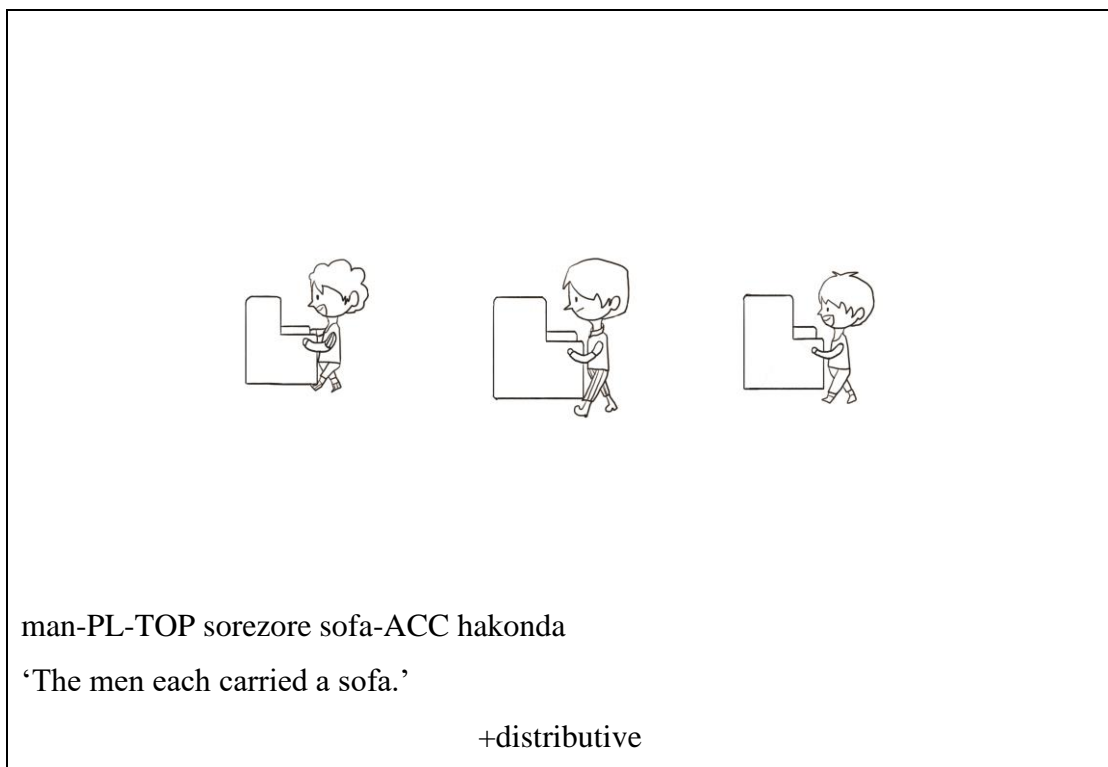 man-PL-TOP sorezore sofa-ACC hakonda
‘The men each carried a sofa.’
+distributive